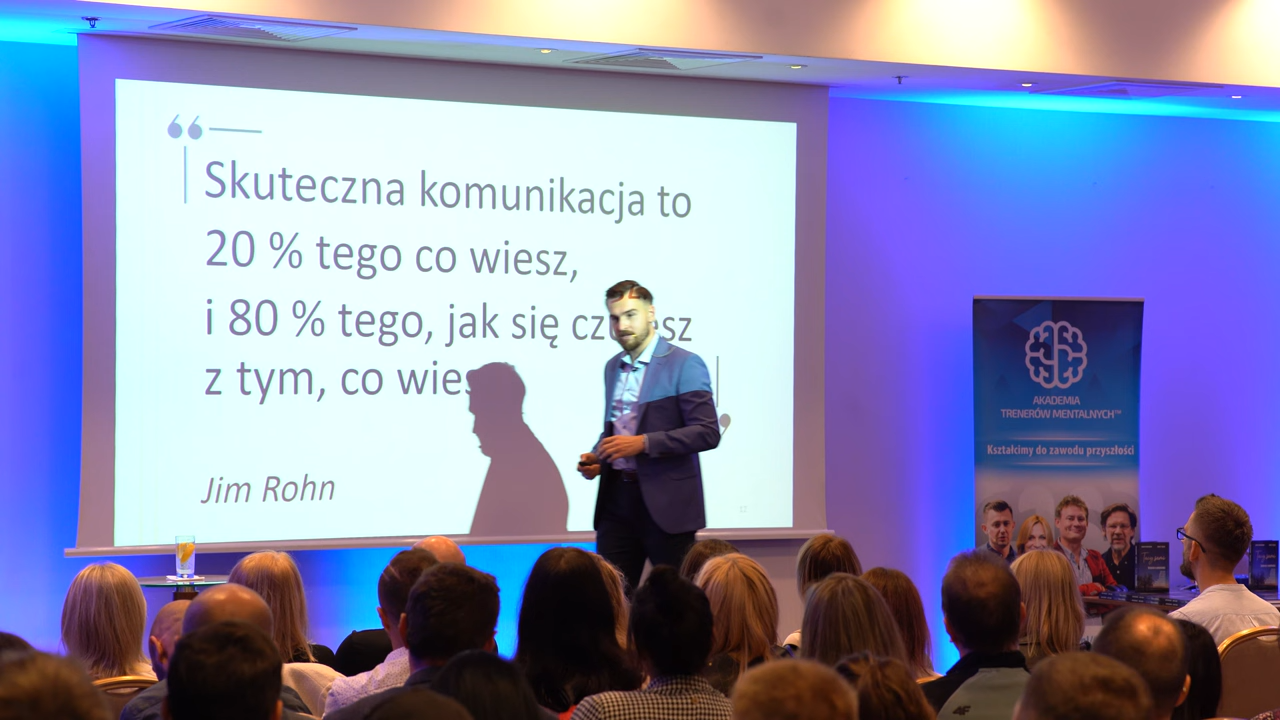 Skuteczna komunikacja to
20 % tego co wiesz,
i 80 % tego, jak się
z tym, co
Jim Rohn
AKADEMIA
TRENERÓW MENTALNYCH™
Kształcimy do zawodu przyszłości